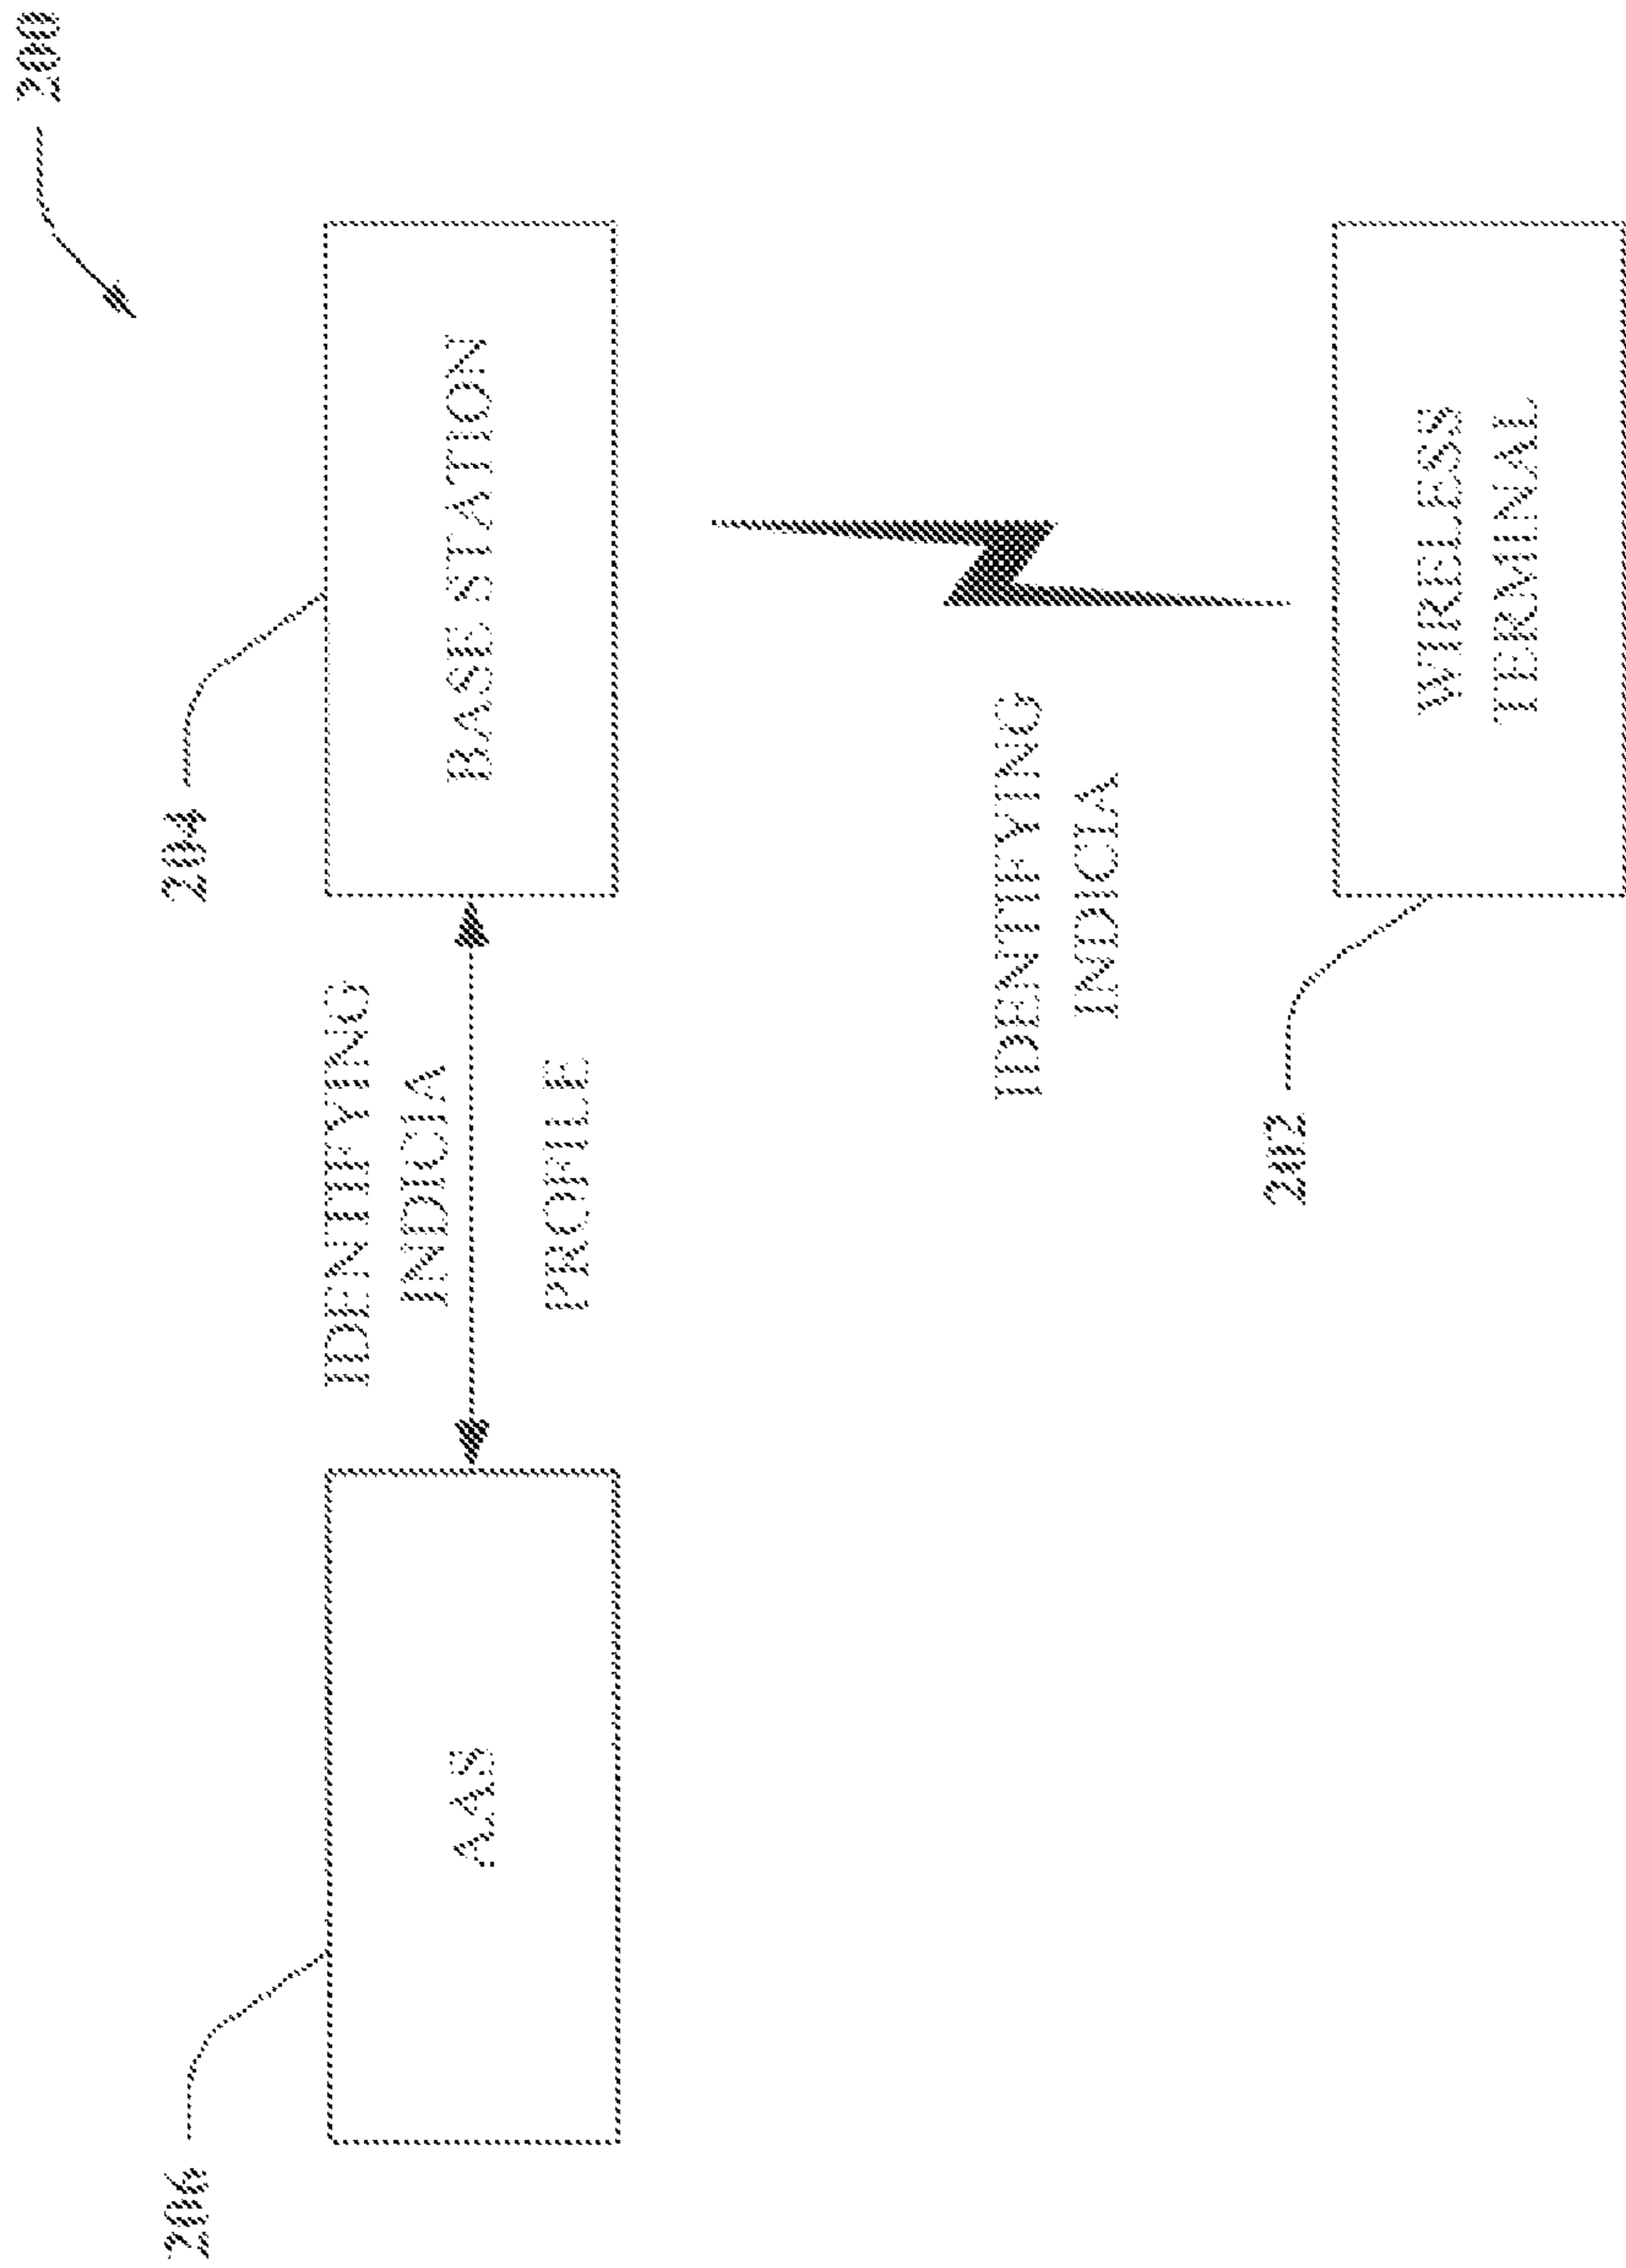 200
206
204
IDENTIFYING
INDICIA
AAS
BASE STATION
PROFILE
IDENTIFYING
INDICIA
202
WIRELESS
TERMINAL